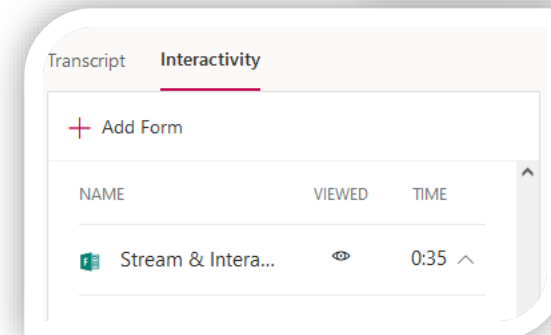 Transcript Interactivity
+ Add Form
NAME VIEWED TIME
F Stream & Intera... 0:35